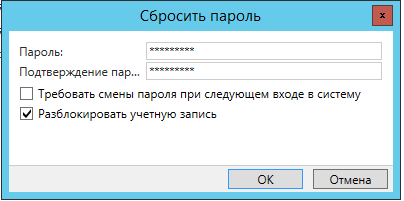 Сбросить пароль
x
Пароль: *********
Подтверждение пар... *********
Требовать смены пароля при следующем входе в систему
Разблокировать учетную запись
OK Отмена